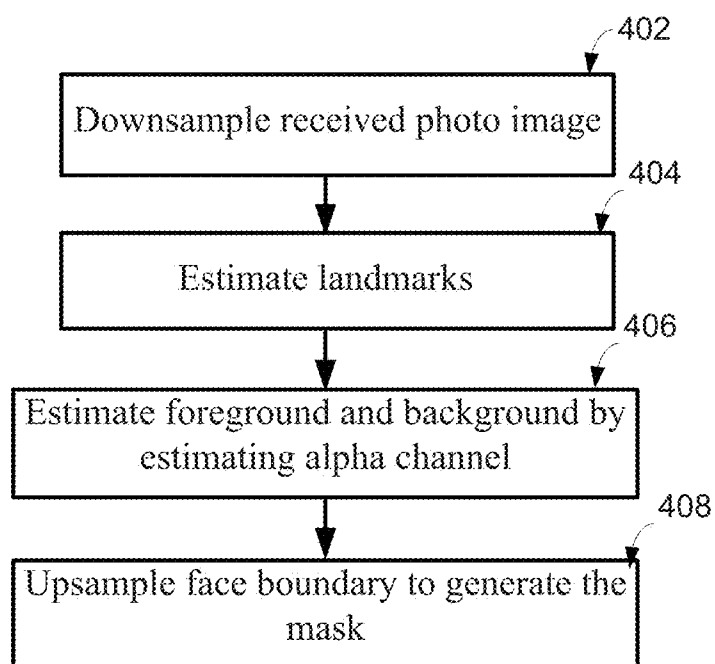 402
Downsample received photo image
404
Estimate landmarks
406
Estimate foreground and background by
estimating alpha channel
408
Upsample face boundary to generate the
mask